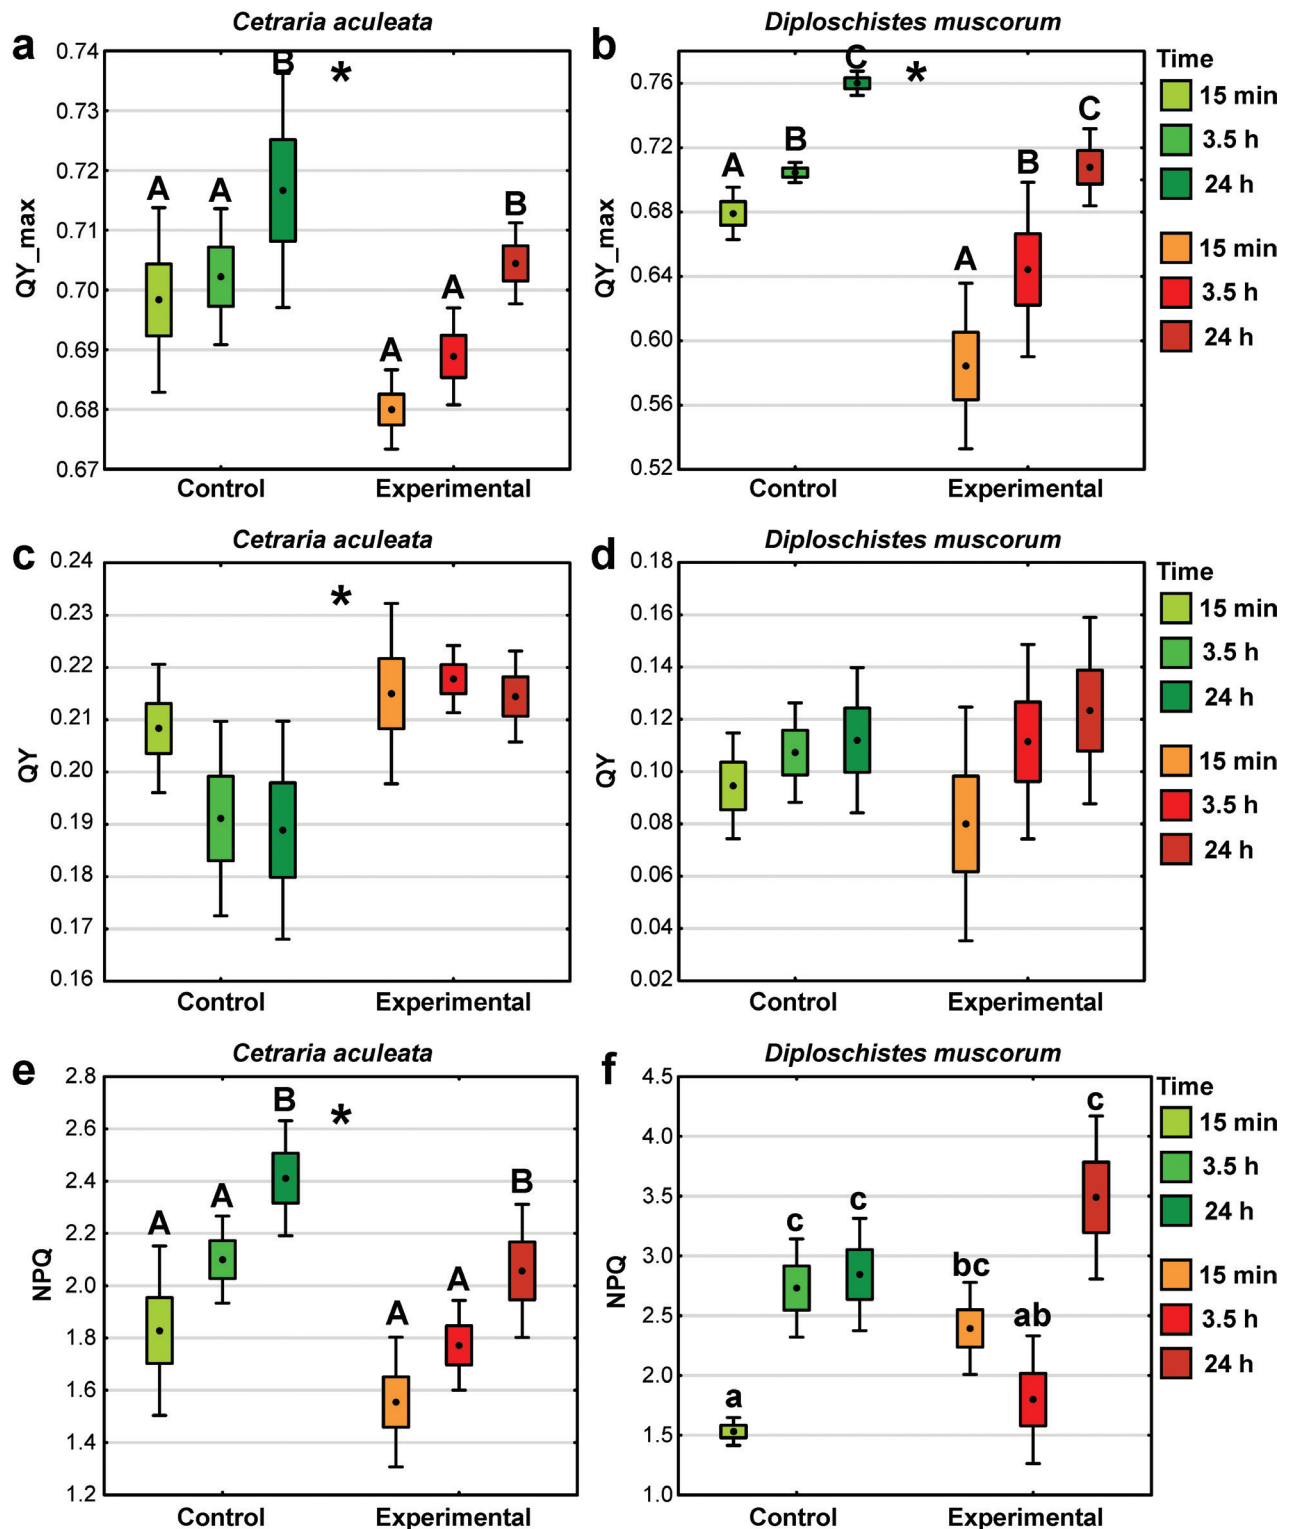 Cetraria aculeata
Diploschistes muscorum
a
0.74
0.73
0.72
0.71
0.70
0.69
0.68
0.67
QY_max
A
A
B
*
A
A
B
Control
Experimental
b
0.76
0.72
0.68
0.64
0.60
0.56
0.52
QY_max
A
B
C
*
A
B
C
Control
Experimental
Time
15 min
3.5 h
24 h
15 min
3.5 h
24 h
Cetraria aculeata
Diploschistes muscorum
c
0.24
0.23
0.22
0.21
0.20
0.19
0.18
0.17
0.16
QY
*
Control
Experimental
d
0.18
0.16
0.14
0.12
0.10
0.08
0.06
0.04
0.02
QY
Control
Experimental
Time
15 min
3.5 h
24 h
15 min
3.5 h
24 h
Cetraria aculeata
Diploschistes muscorum
e
2.8
2.6
2.4
2.2
2.0
1.8
1.6
1.4
1.2
NPQ
A
A
B
*
A
A
B
Control
Experimental
f
4.5
4.0
3.5
3.0
2.5
2.0
1.5
1.0
NPQ
a
c
c
bc
ab
c
Control
Experimental
Time
15 min
3.5 h
24 h
15 min
3.5 h
24 h